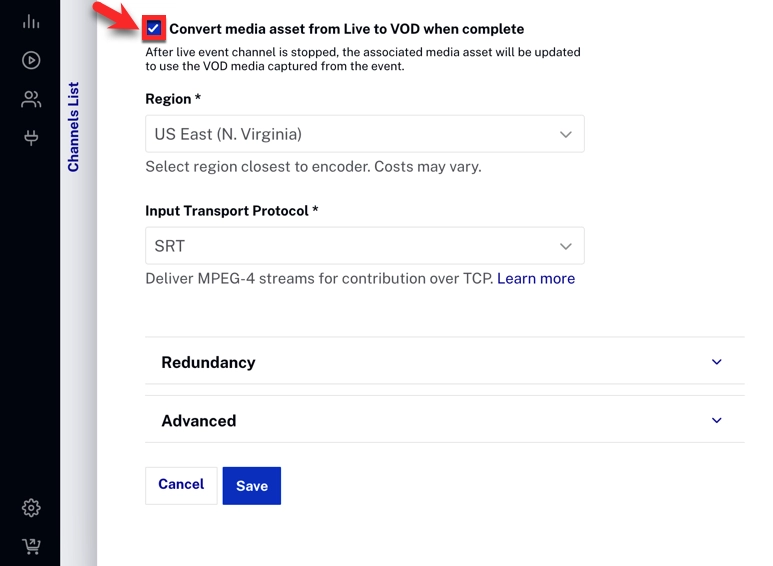 Channels List
Convert media asset from Live to VOD when complete
After live event channel is stopped, the associated media asset will be updated
to use the VOD media captured from the event.
Region *
US East (N. Virginia)
Select region closest to encoder. Costs may vary.
Input Transport Protocol *
SRT
Deliver MPEG-4 streams for contribution over TCP. Learn more
Redundancy
Advanced
Cancel
Save